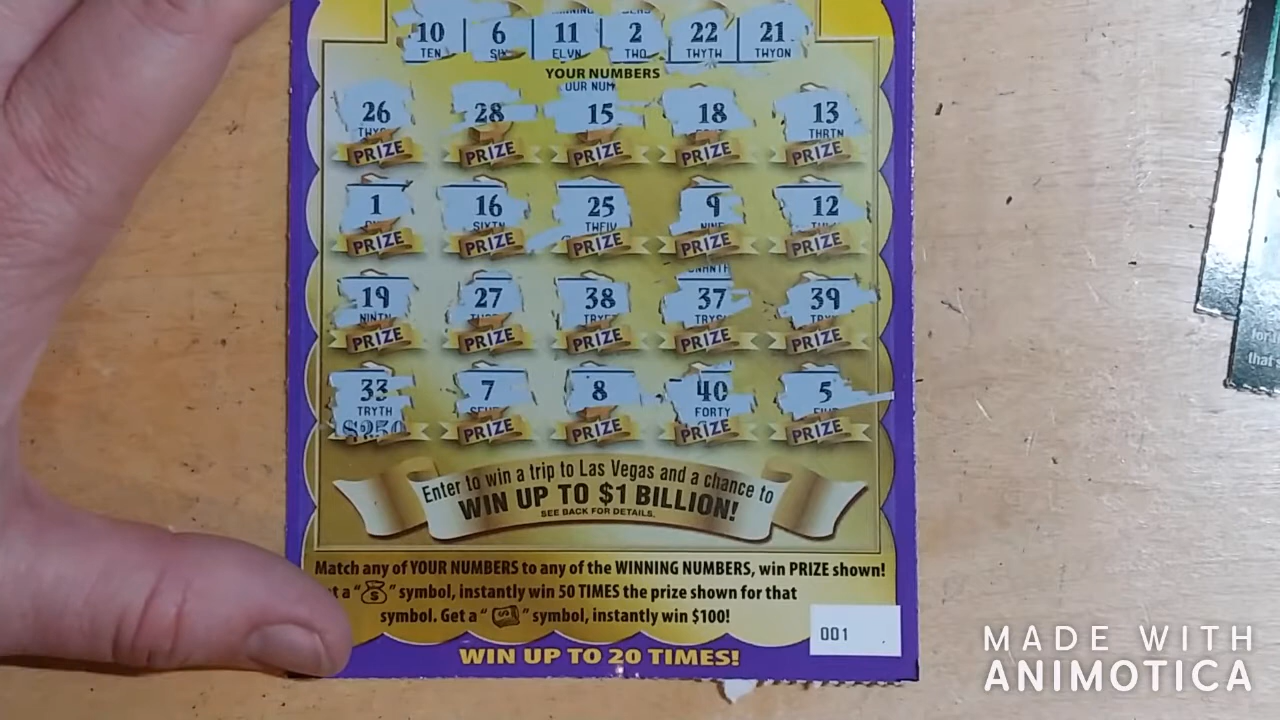 10 6 11 2 22 21
TEN ELVN TWO TWYTW TWYON
YOUR NUMBERS
26 28 15 18 13
THRTN
PRIZE PRIZE PRIZE PRIZE PRIZE
1 16 25 9 12
SIXTN NINE
PRIZE PRIZE PRIZE PRIZE PRIZE
19 27 38 37 39
NINTN
PRIZE PRIZE PRIZE PRIZE PRIZE
33 7 8 40 5
TRYTH FORTY
$250 PRIZE PRIZE PRIZE PRIZE
Enter to win a trip to Las Vegas and a chance to
WIN UP TO $1 BILLION!
SEE BACK FOR DETAILS.
Match any of YOUR NUMBERS to any of the WINNING NUMBERS, win PRIZE shown!
a " " symbol, instantly win 50 TIMES the prize shown for that
symbol. Get a " " symbol, instantly win $100!
001
WIN UP TO 20 TIMES!
MADE WITH
ANIMOTICA